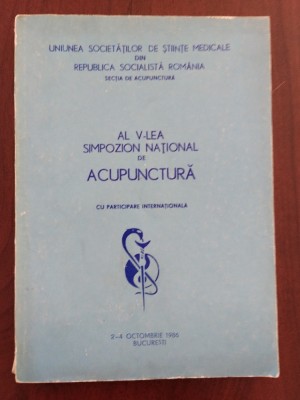 UNIUNEA SOCIETĂȚILOR DE ȘTIINȚE MEDICALE
DIN
REPUBLICA SOCIALISTĂ ROMÂNIA
SECȚIA DE ACUPUNCTURĂ
AL V-LEA
SIMPOZION NAȚIONAL
DE
ACUPUNCTURĂ
CU PARTICIPARE INTERNAȚIONALĂ
2—4 OCTOMBRIE 1986
BUCUREȘTI